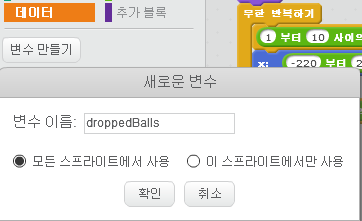 데이터
추가 블록
변수 만들기
무한 반복하기
1 부터 10 사이의
x: -220 부터 2
새로운 변수
변수 이름: droppedBalls
모든 스프라이트에서 사용 이 스프라이트에서만 사용
확인 취소